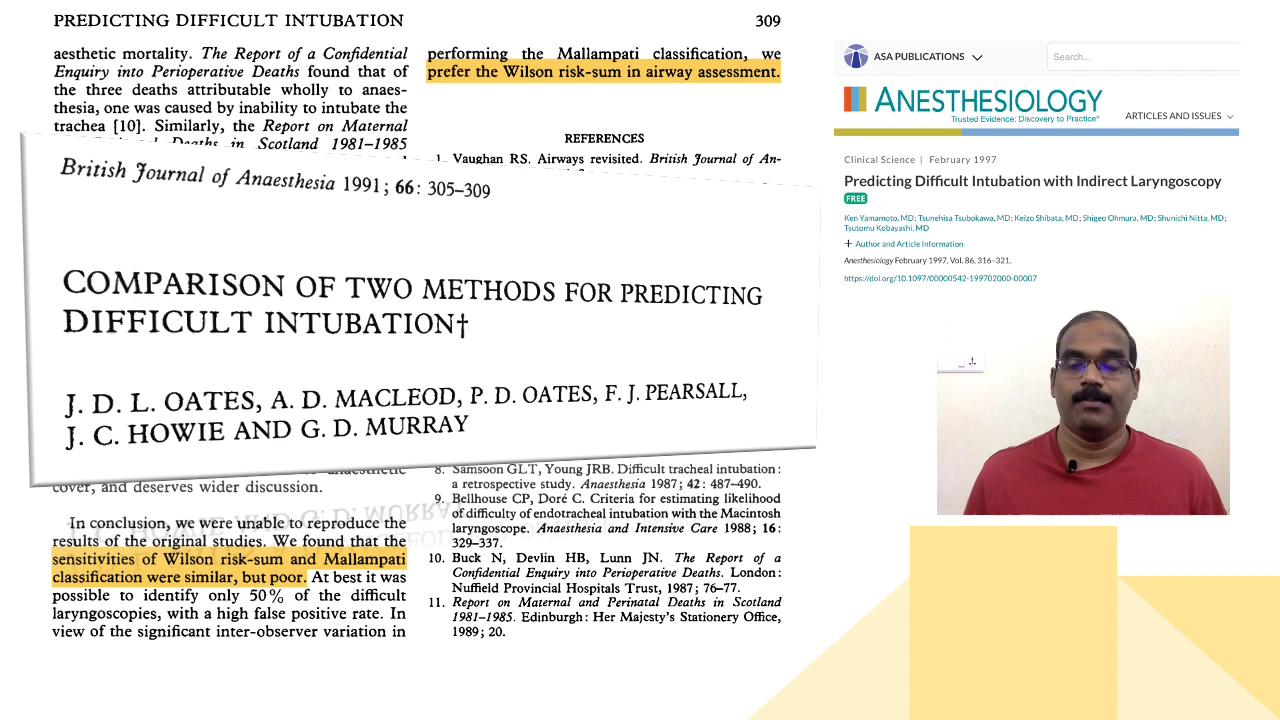 PREDICTING DIFFICULT INTUBATION
309
aesthetic mortality. The Report of a Confidential
Enquiry into Perioperative Deaths found that of
the three deaths attributable wholly to anaes-
thesia, one was caused by inability to intubate the
trachea [10]. Similarly, the Report on Maternal
Deaths in Scotland 1981–1985
performing the Mallampati classification, we
prefer the Wilson risk-sum in airway assessment.
REFERENCES
1. Vaughan RS. Airways revisited. British Journal of An-
British Journal of Anaesthesia 1991; 66: 305–309
COMPARISON OF TWO METHODS FOR PREDICTING
DIFFICULT INTUBATION†
J. D. L. OATES, A. D. MACLEOD, P. D. OATES, F. J. PEARSALL,
J. C. HOWIE AND G. D. MURRAY
cover, and deserves wider discussion.
In conclusion, we were unable to reproduce the
results of the original studies. We found that the
sensitivities of Wilson risk-sum and Mallampati
classification were similar, but poor. At best it was
possible to identify only 50% of the difficult
laryngoscopies, with a high false positive rate. In
view of the significant inter-observer variation in
8. Samsoon GLT, Young JRB. Difficult tracheal intubation:
a retrospective study. Anaesthesia 1987; 42: 487–490.
9. Bellhouse CP, Doré C. Criteria for estimating likelihood
of difficulty of endotracheal intubation with the Macintosh
laryngoscope. Anaesthesia and Intensive Care 1988; 16:
329–337.
10. Buck N, Devlin HB, Lunn JN. The Report of a
Confidential Enquiry into Perioperative Deaths. London:
Nuffield Provincial Hospitals Trust, 1987; 76–77.
11. Report on Maternal and Perinatal Deaths in Scotland
1981–1985. Edinburgh: Her Majesty's Stationery Office,
1989; 20.
ASA PUBLICATIONS
Search...
ANESTHESIOLOGY
Trusted Evidence: Discovery to Practice®
ARTICLES AND ISSUES
Clinical Science | February 1997
Predicting Difficult Intubation with Indirect Laryngoscopy
FREE
Ken Yamamoto, MD; Tsunehisa Tsubokawa, MD; Keizo Shibata, MD; Shigeo Ohmura, MD; Shunichi Nitta, MD;
Tsutomu Kobayashi, MD
+ Author and Article Information
Anesthesiology February 1997, Vol. 86, 316–321.
https://doi.org/10.1097/00000542-199702000-00007